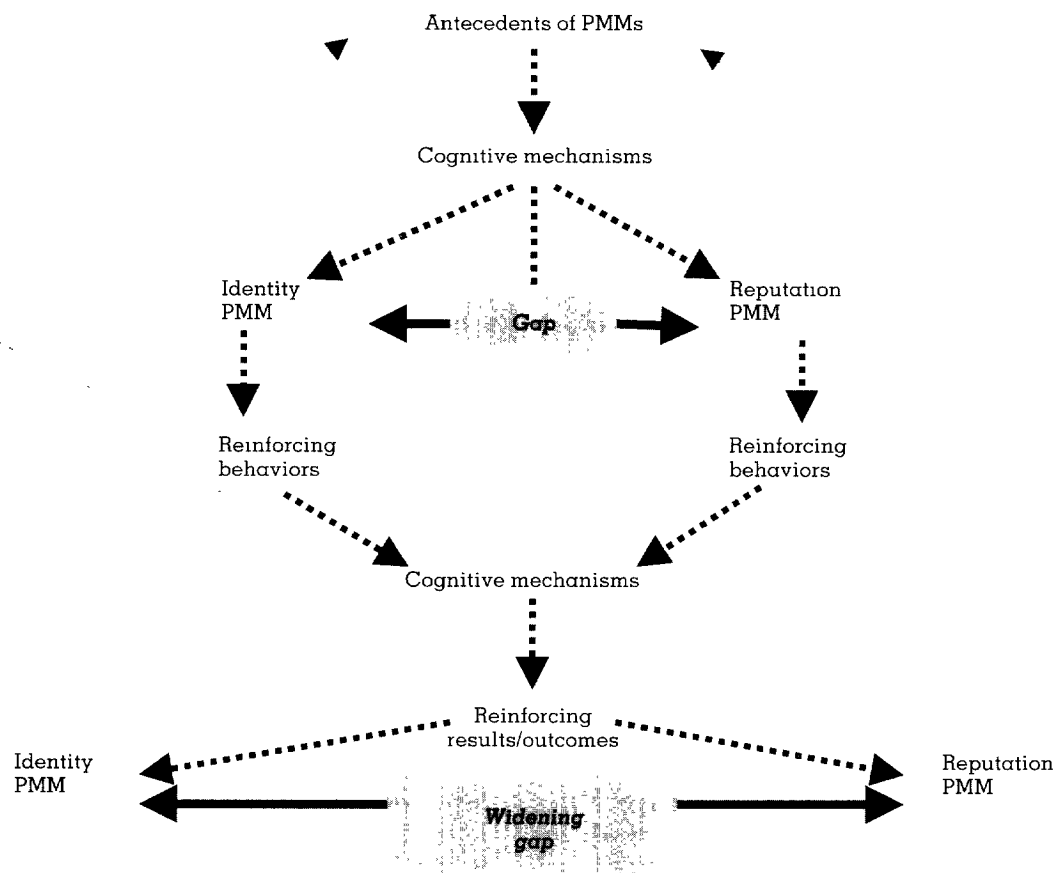 Antecedents of PMMs
Cognitive mechanisms
Identity
PMM
Gap
Reputation
PMM
Reinforcing
behaviors
Reinforcing
behaviors
Cognitive mechanisms
Reinforcing
results/outcomes
Identity
PMM
Reputation
PMM
Widening
gap